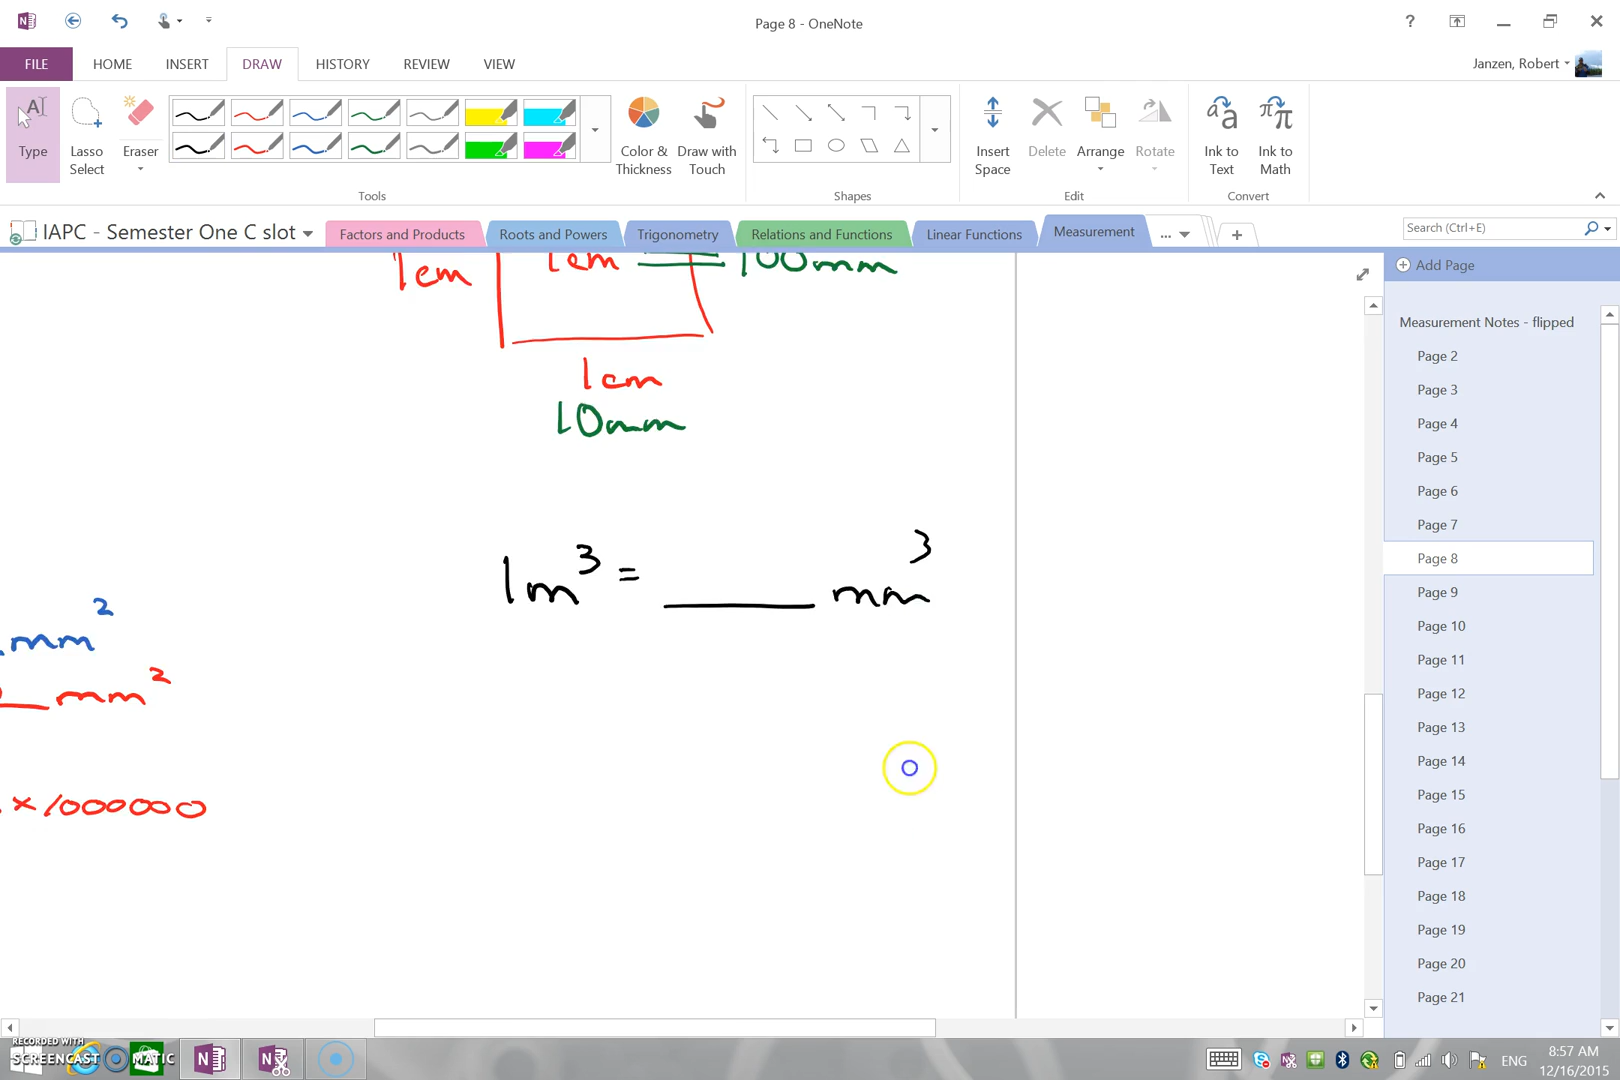 Page 8 - OneNote
?
FILE HOME INSERT DRAW HISTORY REVIEW VIEW
Janzen, Robert
Type
Lasso Select
Eraser
Color & Thickness
Draw with Touch
Insert Space
Delete
Arrange
Rotate
Ink to Text
Ink to Math
Tools
Shapes
Edit
Convert
IAPC - Semester One C slot
Factors and Products
Roots and Powers
Trigonometry
Relations and Functions
Linear Functions
Measurement
...
Search (Ctrl+E)
Add Page
Measurement Notes - flipped
Page 2
Page 3
Page 4
Page 5
Page 6
Page 7
Page 8
Page 9
Page 10
Page 11
Page 12
Page 13
Page 14
Page 15
Page 16
Page 17
Page 18
Page 19
Page 20
Page 21
1cm 1cm 100mm
1cm
10mm
1m³ = ______ mm³
mm²
mm²
× 1000000
RECORDED WITH
SCREENCAST MATIC
ENG
8:57 AM
12/16/2015